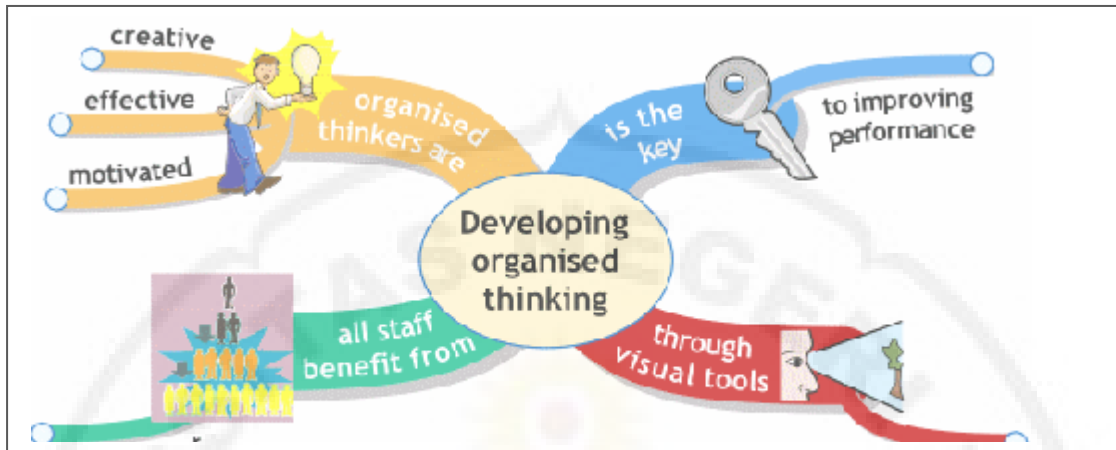 creative
effective
motivated
organised
thinkers are
is the
key
to improving
performance
Developing
organised
thinking
all staff
benefit from
through
visual tools